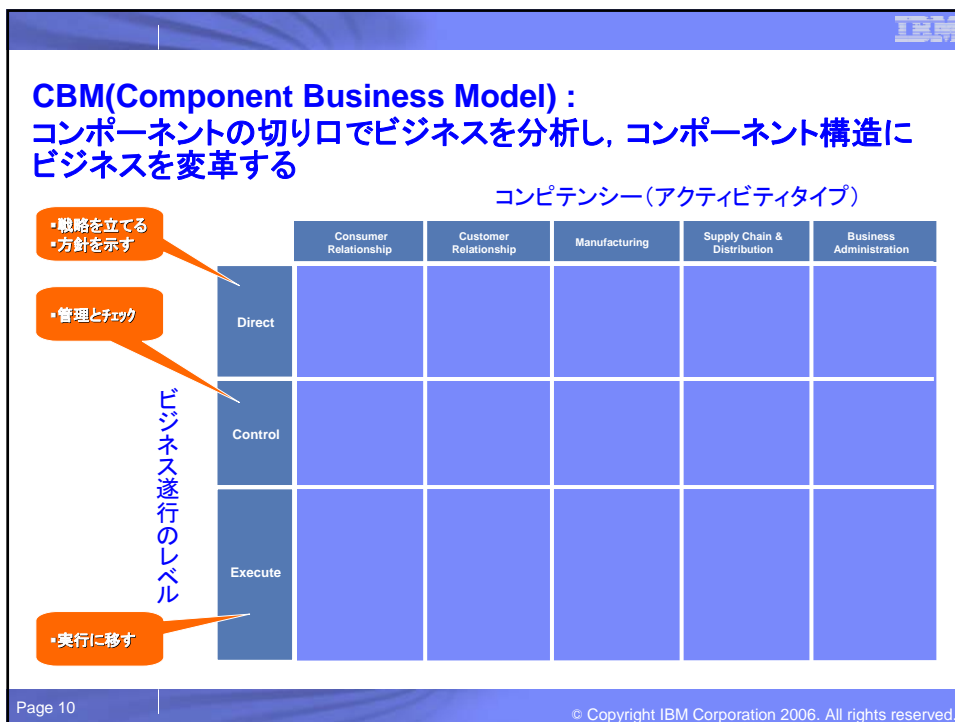 IBM
CBM(Component Business Model) :
コンポーネントの切り口でビジネスを分析し, コンポーネント構造に
ビジネスを変革する
コンピテンシー(アクティビティタイプ)
▪戦略を立てる
▪方針を示す
Consumer
Relationship
Customer
Relationship
Manufacturing
Supply Chain &
Distribution
Business
Administration
▪管理とチェック
Direct
Control
ビジネス遂行のレベル
Execute
▪実行に移す
Page 10
© Copyright IBM Corporation 2006. All rights reserved.